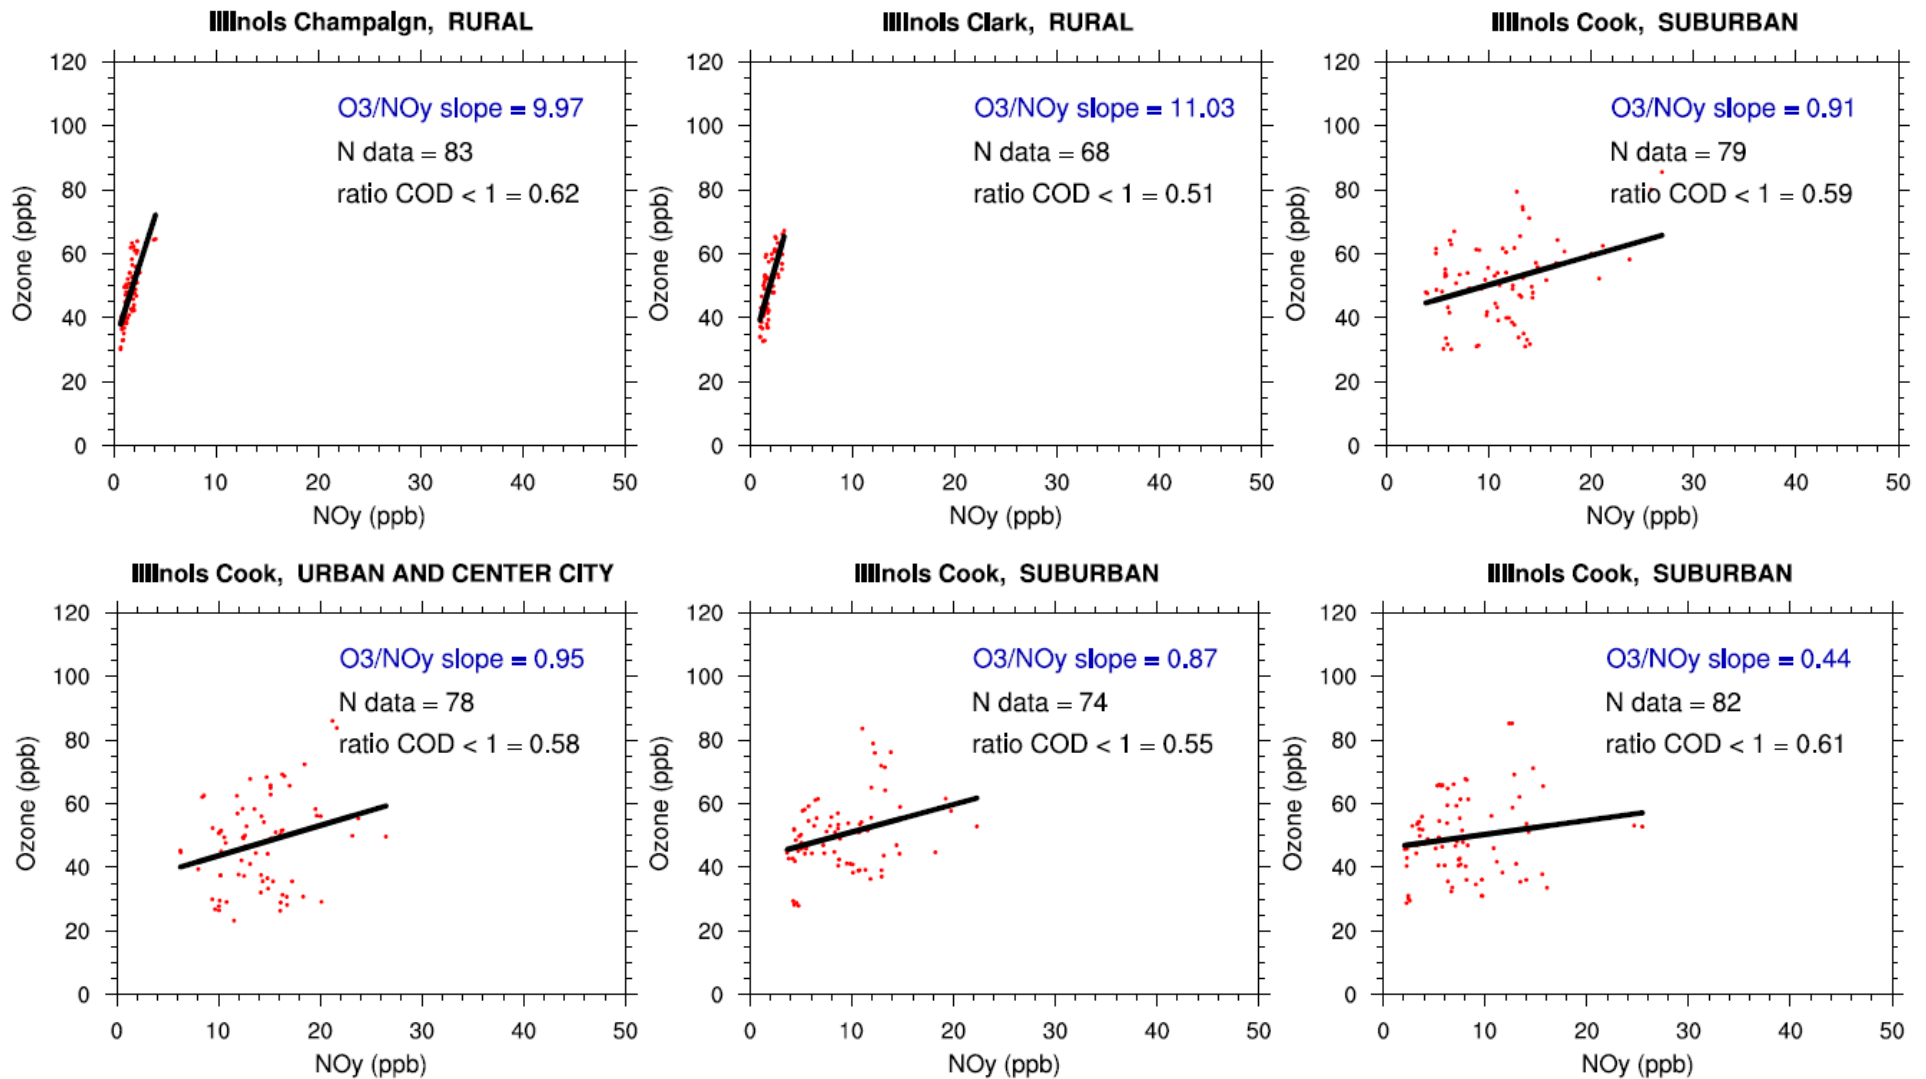 Illinois Champaign, RURAL
O3/NOy slope = 9.97
N data = 83
ratio COD < 1 = 0.62
Ozone (ppb)
120
100
80
60
40
20
0
0 10 20 30 40 50
NOy (ppb)
Illinois Clark, RURAL
O3/NOy slope = 11.03
N data = 68
ratio COD < 1 = 0.51
Ozone (ppb)
120
100
80
60
40
20
0
0 10 20 30 40 50
NOy (ppb)
Illinois Cook, SUBURBAN
O3/NOy slope = 0.91
N data = 79
ratio COD < 1 = 0.59
Ozone (ppb)
120
100
80
60
40
20
0
0 10 20 30 40 50
NOy (ppb)
Illinois Cook, URBAN AND CENTER CITY
O3/NOy slope = 0.95
N data = 78
ratio COD < 1 = 0.58
Ozone (ppb)
120
100
80
60
40
20
0
0 10 20 30 40 50
NOy (ppb)
Illinois Cook, SUBURBAN
O3/NOy slope = 0.87
N data = 74
ratio COD < 1 = 0.55
Ozone (ppb)
120
100
80
60
40
20
0
0 10 20 30 40 50
NOy (ppb)
Illinois Cook, SUBURBAN
O3/NOy slope = 0.44
N data = 82
ratio COD < 1 = 0.61
Ozone (ppb)
120
100
80
60
40
20
0
0 10 20 30 40 50
NOy (ppb)